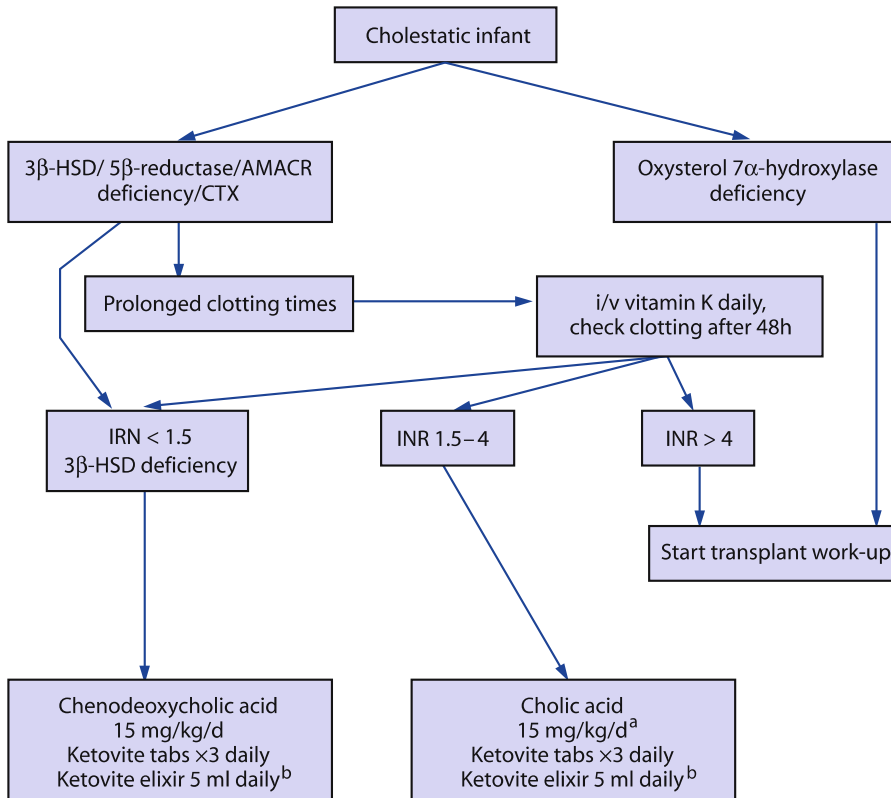 Cholestatic infant
3β-HSD/ 5β-reductase/AMACR
deficiency/CTX
Oxysterol 7α-hydroxylase
deficiency
Prolonged clotting times
i/v vitamin K daily,
check clotting after 48h
IRN < 1.5
3β-HSD deficiency
INR 1.5–4
INR > 4
Start transplant work-up
Chenodeoxycholic acid
15 mg/kg/d
Ketovite tabs ×3 daily
Ketovite elixir 5 ml daily^b
Cholic acid
15 mg/kg/d^a
Ketovite tabs ×3 daily
Ketovite elixir 5 ml daily^b